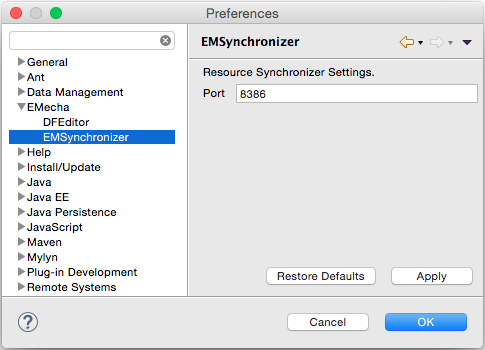 Preferences
EMSynchronizer
General
Ant
Data Management
EMecha
DFEditor
EMSynchronizer
Help
Install/Update
Java
Java EE
Java Persistence
JavaScript
Maven
Mylyn
Plug-in Development
Remote Systems
Resource Synchronizer Settings.
Port 8386
Restore Defaults Apply
? Cancel OK